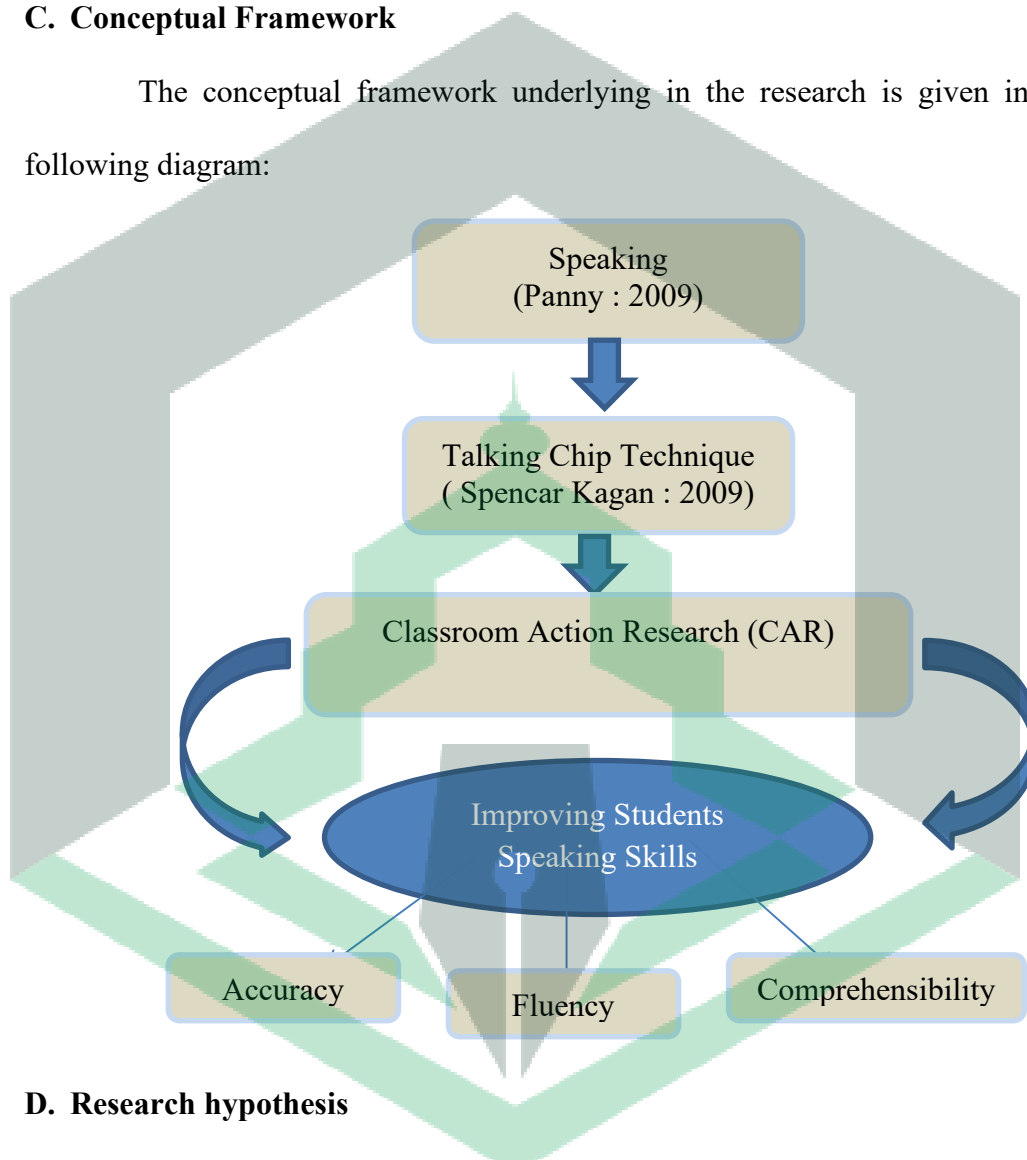 C. Conceptual Framework
The conceptual framework underlying in the research is given in
following diagram:
Speaking
(Panny : 2009)
Talking Chip Technique
( Spencar Kagan : 2009)
Classroom Action Research (CAR)
Improving Students
Speaking Skills
Accuracy
Fluency
Comprehensibility
D. Research hypothesis